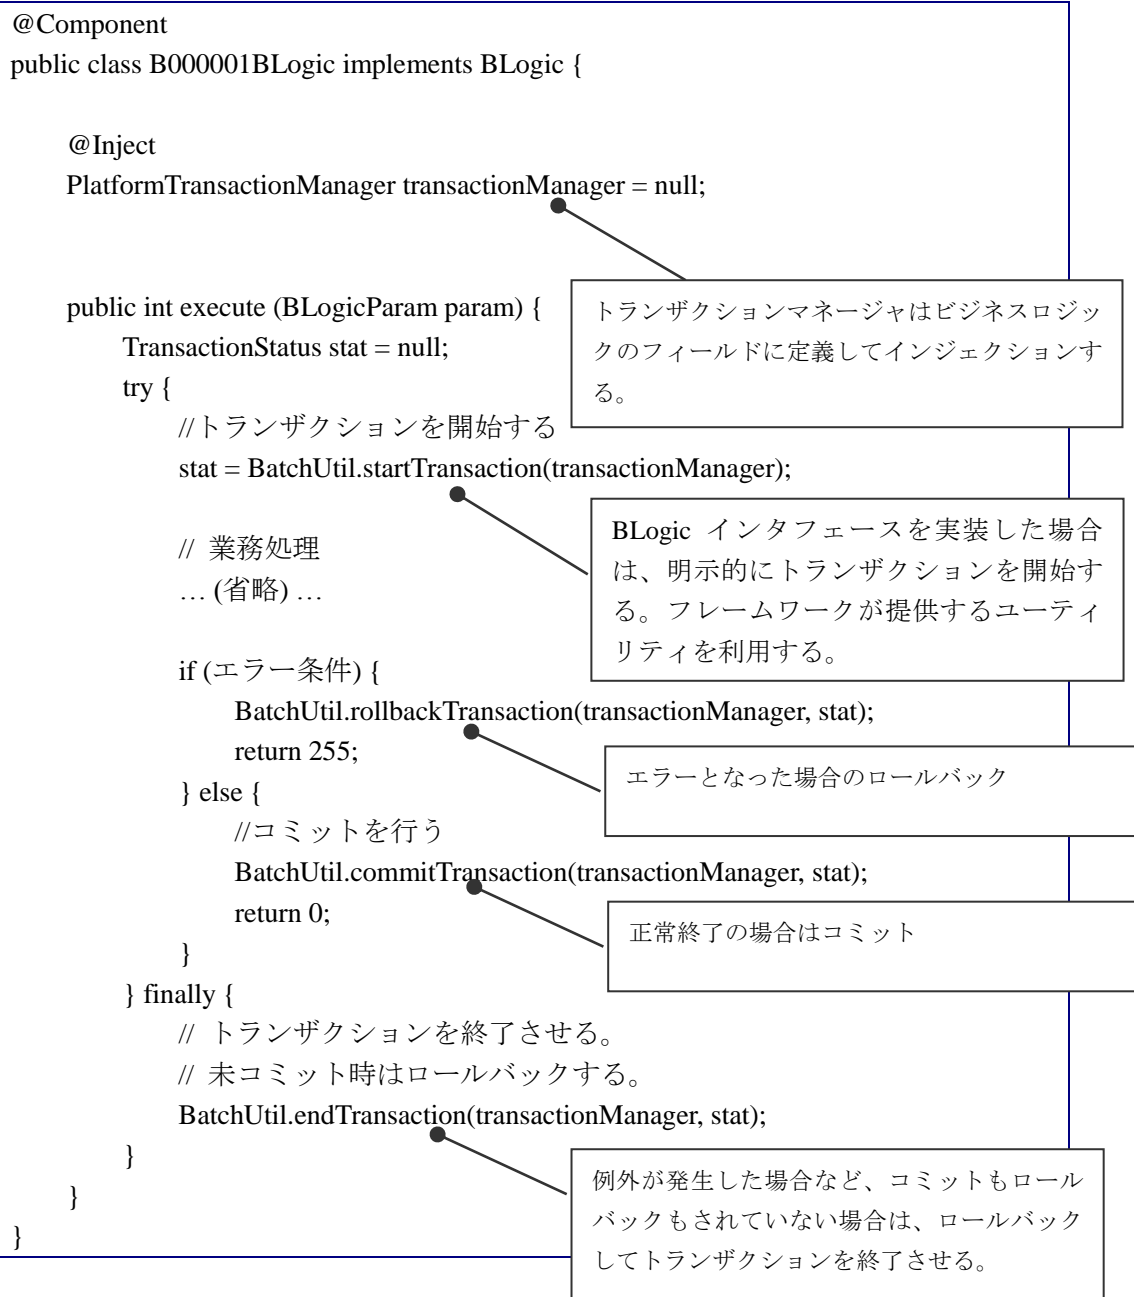 @Component
public class B000001BLogic implements BLogic {
@Inject
PlatformTransactionManager transactionManager = null;
トランザクションマネージャはビジネスロジッ
クのフィールドに定義してインジェクションす
る。
public int execute (BLogicParam param) {
TransactionStatus stat = null;
try {
//トランザクションを開始する
stat = BatchUtil.startTransaction(transactionManager);
BLogic インタフェースを実装した場合
は、明示的にトランザクションを開始す
る。フレームワークが提供するユーティ
リティを利用する。
// 業務処理
… (省略) …
if (エラー条件) {
BatchUtil.rollbackTransaction(transactionManager, stat);
return 255;
エラーとなった場合のロールバック
} else {
//コミットを行う
BatchUtil.commitTransaction(transactionManager, stat);
return 0;
正常終了の場合はコミット
}
} finally {
// トランザクションを終了させる。
// 未コミット時はロールバックする。
BatchUtil.endTransaction(transactionManager, stat);
}
例外が発生した場合など、コミットもロール
バックもされていない場合は、ロールバック
してトランザクションを終了させる。
}
}